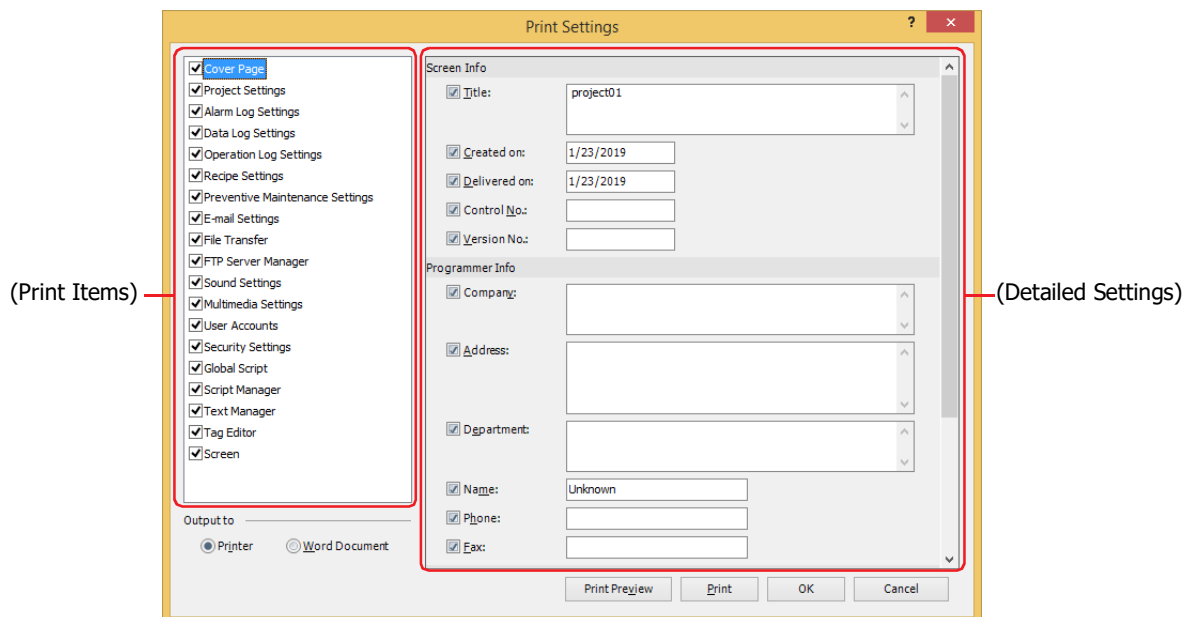 Print Settings
?
Cover Page
Project Settings
Alarm Log Settings
Data Log Settings
Operation Log Settings
Recipe Settings
Preventive Maintenance Settings
E-mail Settings
File Transfer
FTP Server Manager
Sound Settings
Multimedia Settings
User Accounts
Security Settings
Global Script
Script Manager
Text Manager
Tag Editor
Screen
(Print Items)
Output to
Printer Word Document
Screen Info
Title: project01
Created on: 1/23/2019
Delivered on: 1/23/2019
Control No.:
Version No.:
Programmer Info
Company:
Address:
Department:
Name: Unknown
Phone:
Fax:
(Detailed Settings)
Print Preview Print OK Cancel